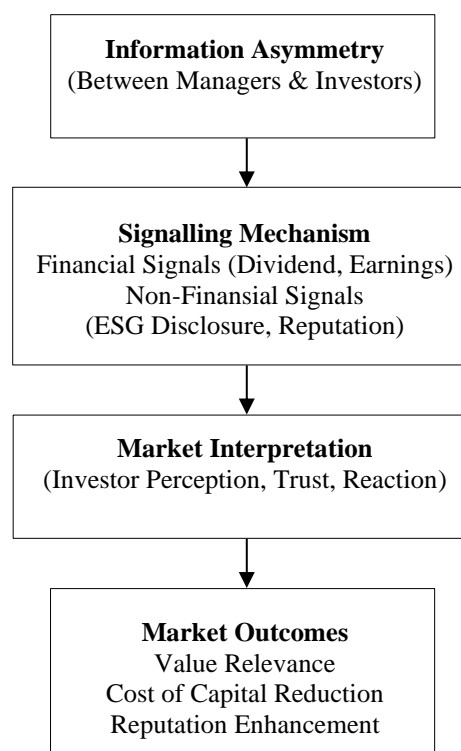 Information Asymmetry
(Between Managers & Investors)
Signalling Mechanism
Financial Signals (Dividend, Earnings)
Non-Finansial Signals
(ESG Disclosure, Reputation)
Market Interpretation
(Investor Perception, Trust, Reaction)
Market Outcomes
Value Relevance
Cost of Capital Reduction
Reputation Enhancement